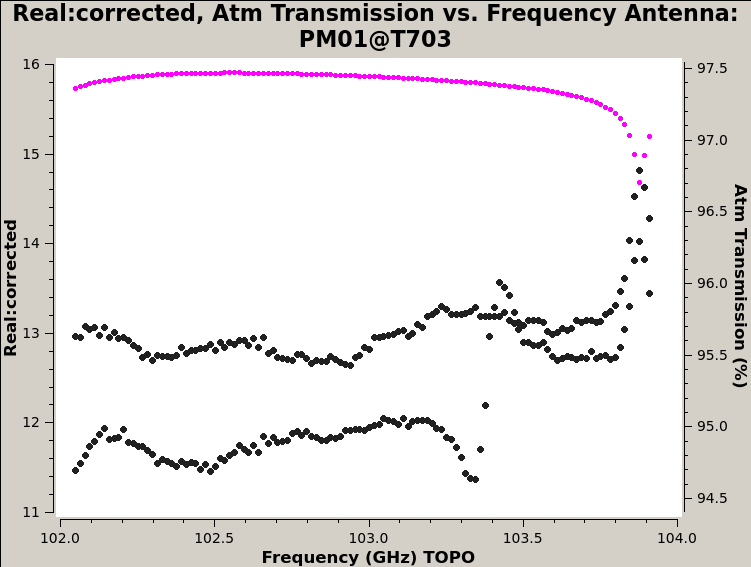 Real:corrected, Atm Transmission vs. Frequency Antenna:
PM01@T703
16
15
14
13
12
11
Real:corrected
97.5
97.0
96.5
96.0
95.5
95.0
94.5
Atm Transmission (%)
102.0 102.5 103.0 103.5 104.0
Frequency (GHz) TOPO